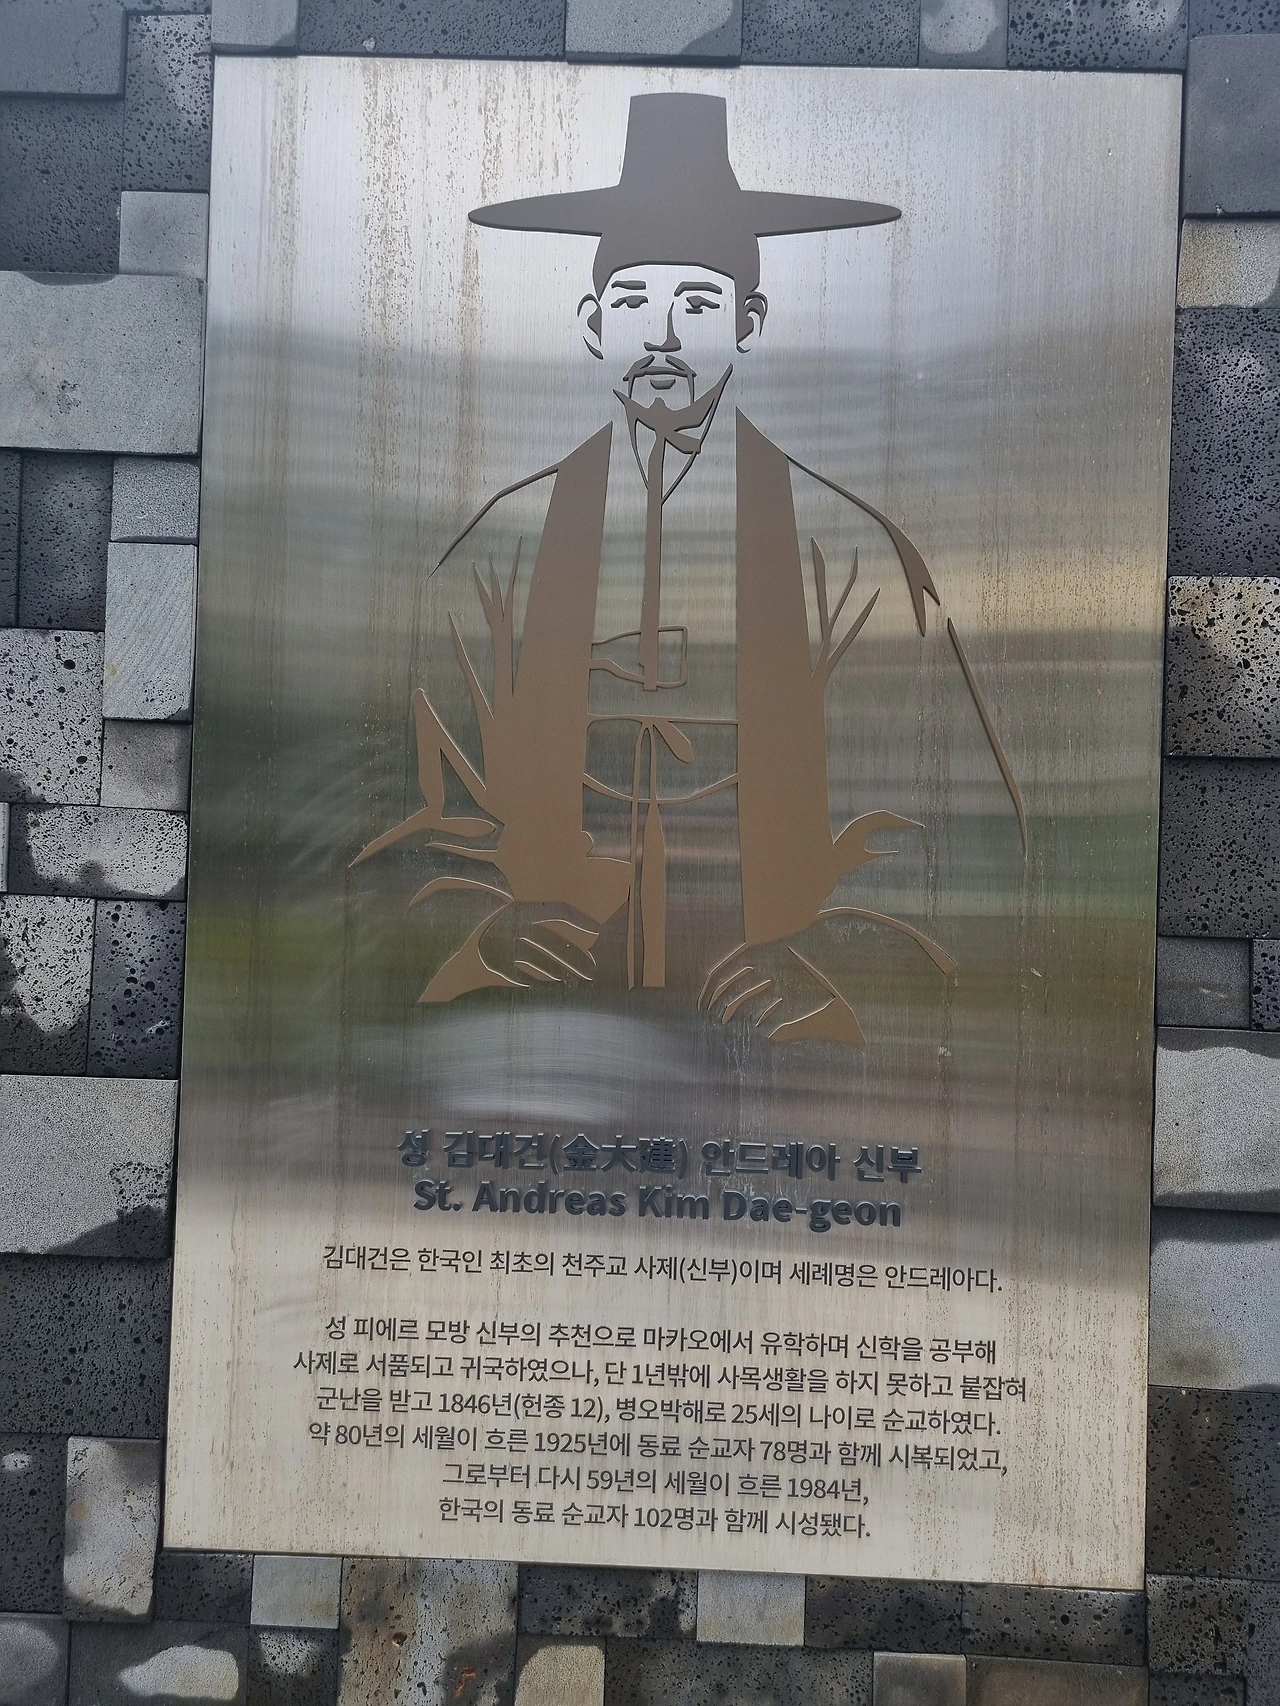 성 김대건(金大建) 안드레아 신부
St. Andreas Kim Dae-geon
김대건은 한국인 최초의 천주교 사제(신부)이며 세례명은 안드레아다.
성 피에르 모방 신부의 추천으로 마카오에서 유학하며 신학을 공부해
사제로 서품되고 귀국하였으나, 단 1년밖에 사목생활을 하지 못하고 붙잡혀
군난을 받고 1846년(헌종 12), 병오박해로 25세의 나이로 순교하였다.
약 80년의 세월이 흐른 1925년에 동료 순교자 78명과 함께 시복되었고,
그로부터 다시 59년의 세월이 흐른 1984년,
한국의 동료 순교자 102명과 함께 시성됐다.